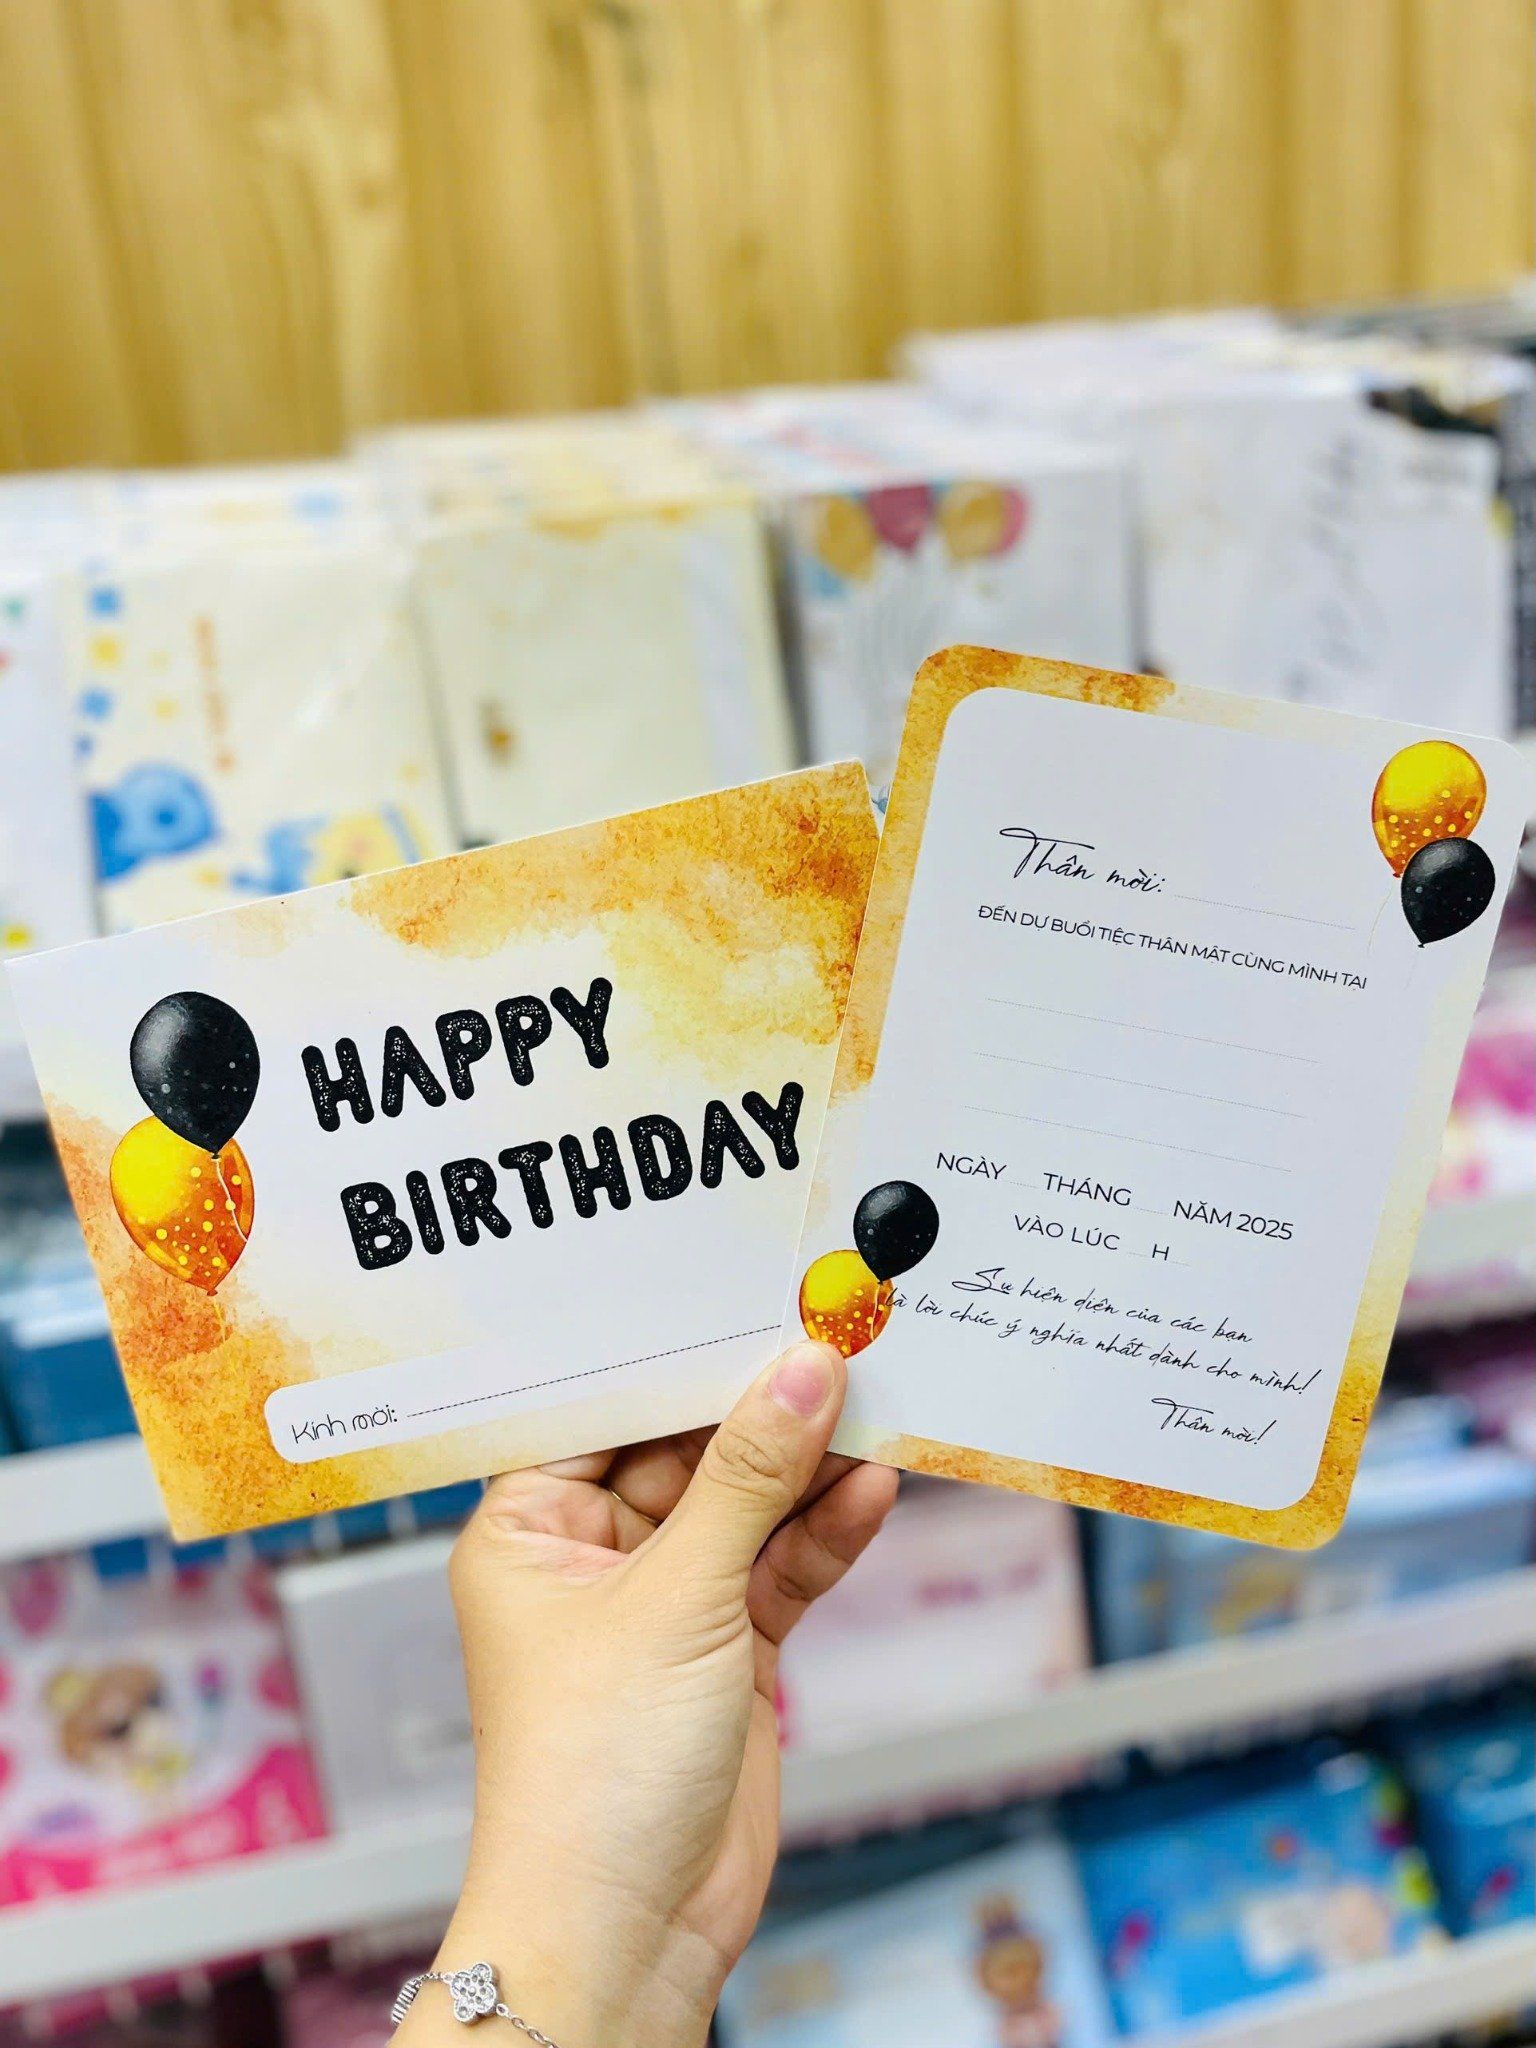 HAPPY
BIRTHDAY
Kính mời:
Thân mời:
ĐẾN DỰ BUỔI TIỆC THÂN MẬT CÙNG MÌNH TẠI
NGÀY THÁNG NĂM 2025
VÀO LÚC H
Sự hiện diện của các bạn
là lời chúc ý nghĩa nhất dành cho mình!
Thân mời!